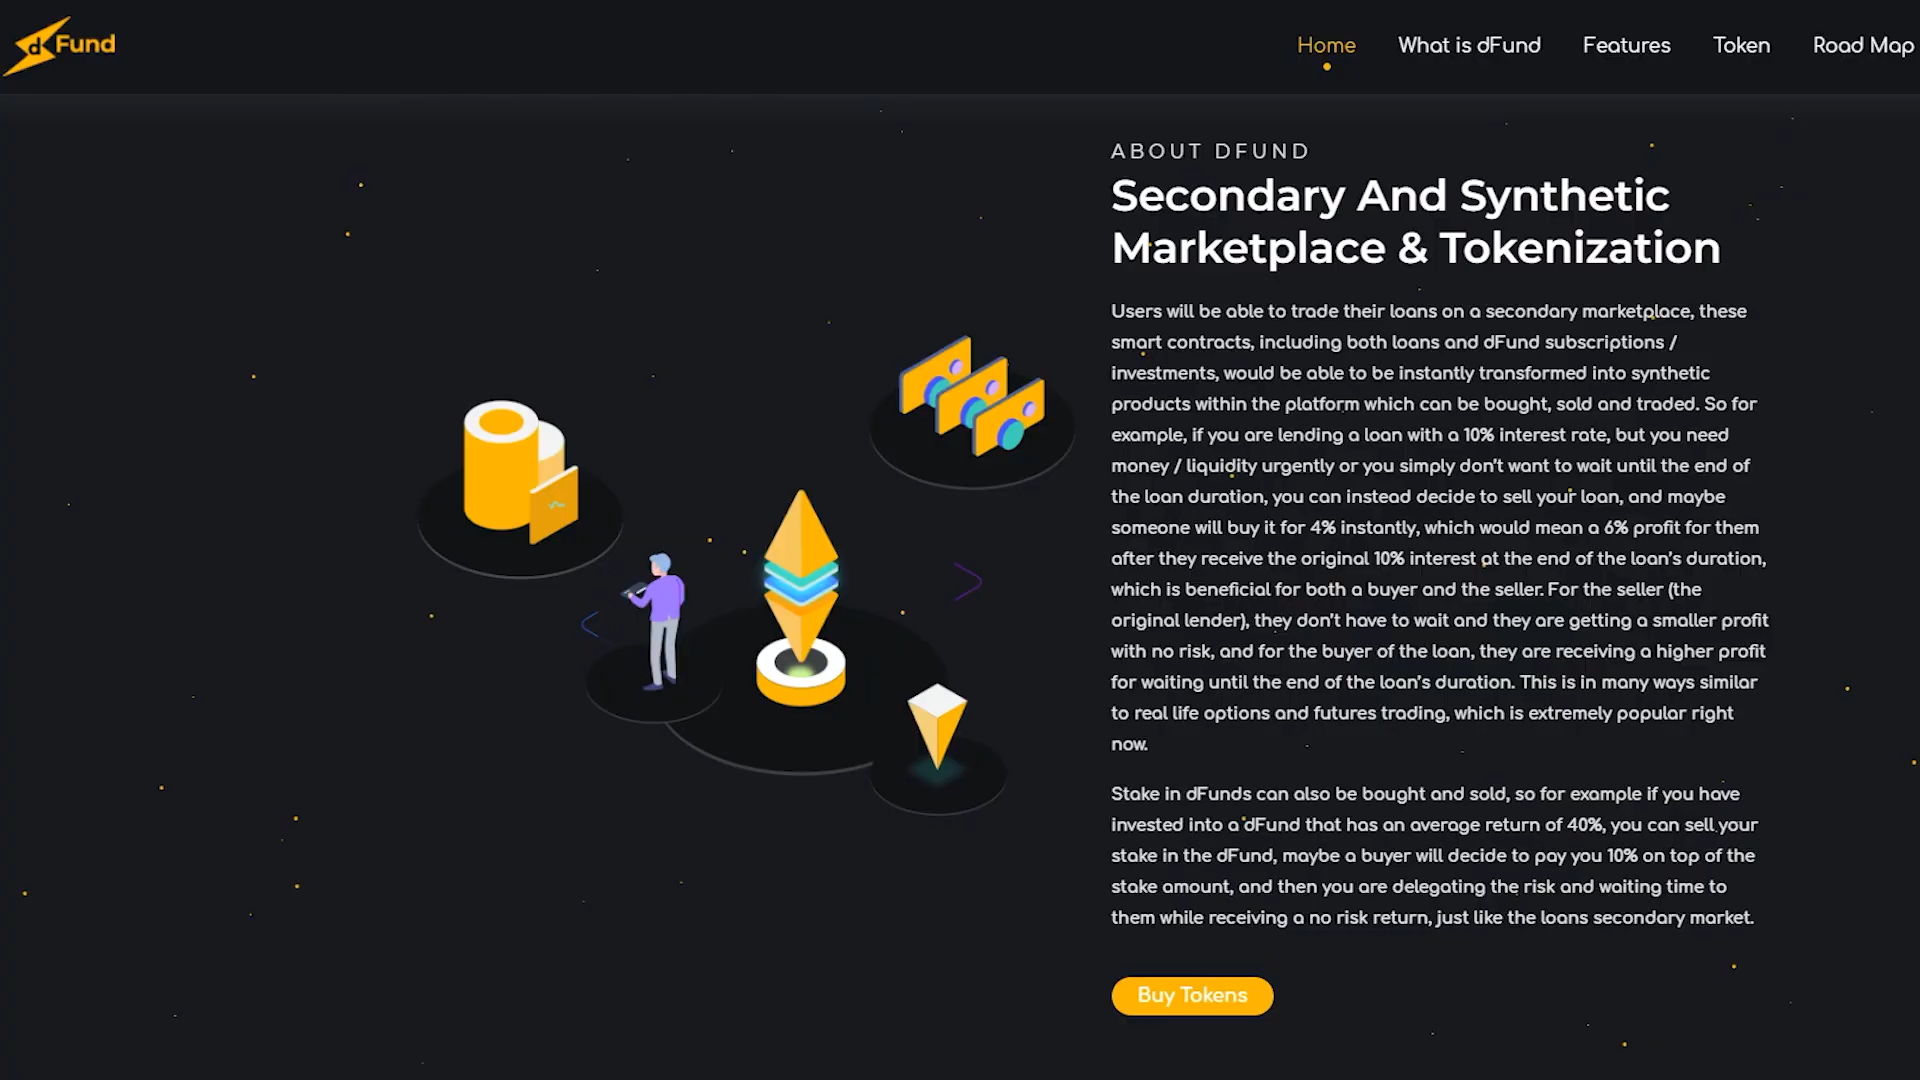 dFund
Home What is dFund Features Token Road Map
ABOUT DFUND
Secondary And Synthetic
Marketplace & Tokenization
Users will be able to trade their loans on a secondary marketplace, these
smart contracts, including both loans and dFund subscriptions /
investments, would be able to be instantly transformed into synthetic
products within the platform which can be bought, sold and traded. So for
example, if you are lending a loan with a 10% interest rate, but you need
money / liquidity urgently or you simply don't want to wait until the end of
the loan duration, you can instead decide to sell your loan, and maybe
someone will buy it for 4% instantly, which would mean a 6% profit for them
after they receive the original 10% interest at the end of the loan's duration,
which is beneficial for both a buyer and the seller. For the seller (the
original lender), they don't have to wait and they are getting a smaller profit
with no risk, and for the buyer of the loan, they are receiving a higher profit
for waiting until the end of the loan's duration. This is in many ways similar
to real life options and futures trading, which is extremely popular right
now.
Stake in dFunds can also be bought and sold, so for example if you have
invested into a dFund that has an average return of 40%, you can sell your
stake in the dFund, maybe a buyer will decide to pay you 10% on top of the
stake amount, and then you are delegating the risk and waiting time to
them while receiving a no risk return, just like the loans secondary market.
Buy Tokens